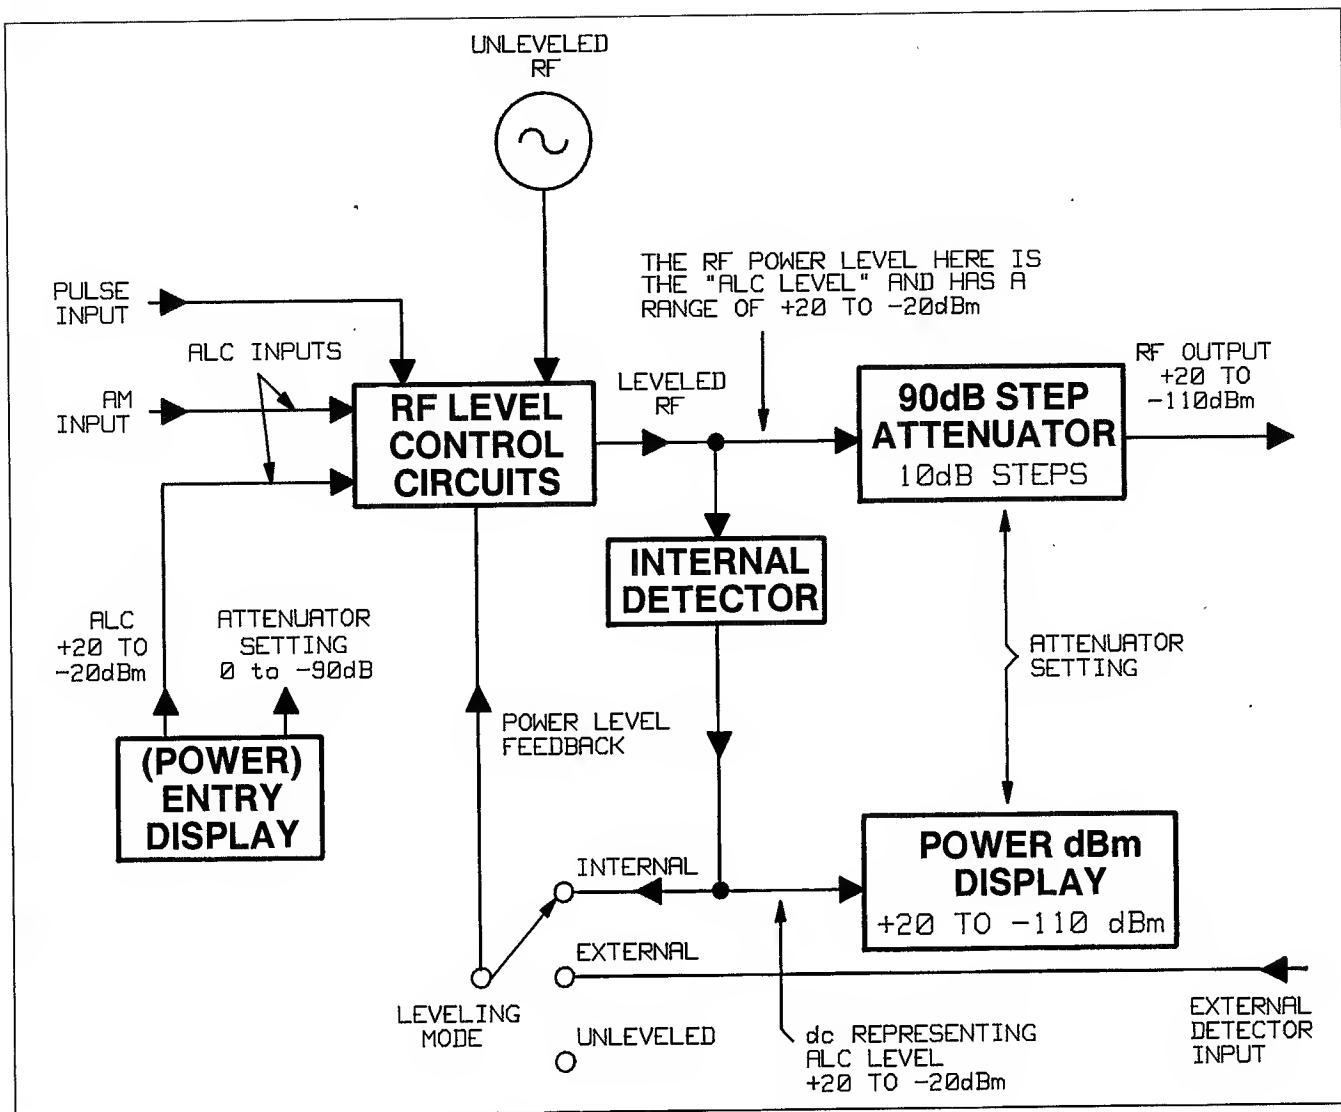 UNLEVELED
RF
THE RF POWER LEVEL HERE IS
THE "ALC LEVEL" AND HAS A
RANGE OF +20 TO -20dBm
PULSE
INPUT
ALC INPUTS
AM
INPUT
RF LEVEL
CONTROL
CIRCUITS
LEVELED
RF
90dB STEP
ATTENUATOR
10dB STEPS
RF OUTPUT
+20 TO
-110dBm
INTERNAL
DETECTOR
ALC
+20 TO
-20dBm
ATTENUATOR
SETTING
0 to -90dB
ATTENUATOR
SETTING
POWER LEVEL
FEEDBACK
(POWER)
ENTRY
DISPLAY
POWER dBm
DISPLAY
+20 TO -110 dBm
INTERNAL
EXTERNAL
UNLEVELED
LEVELING
MODE
dc REPRESENTING
ALC LEVEL
+20 TO -20dBm
EXTERNAL
DETECTOR
INPUT